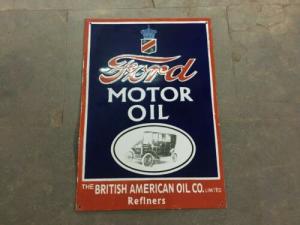 Ford
MOTOR
OIL
THE BRITISH AMERICAN OIL CO. LIMITED
Refiners